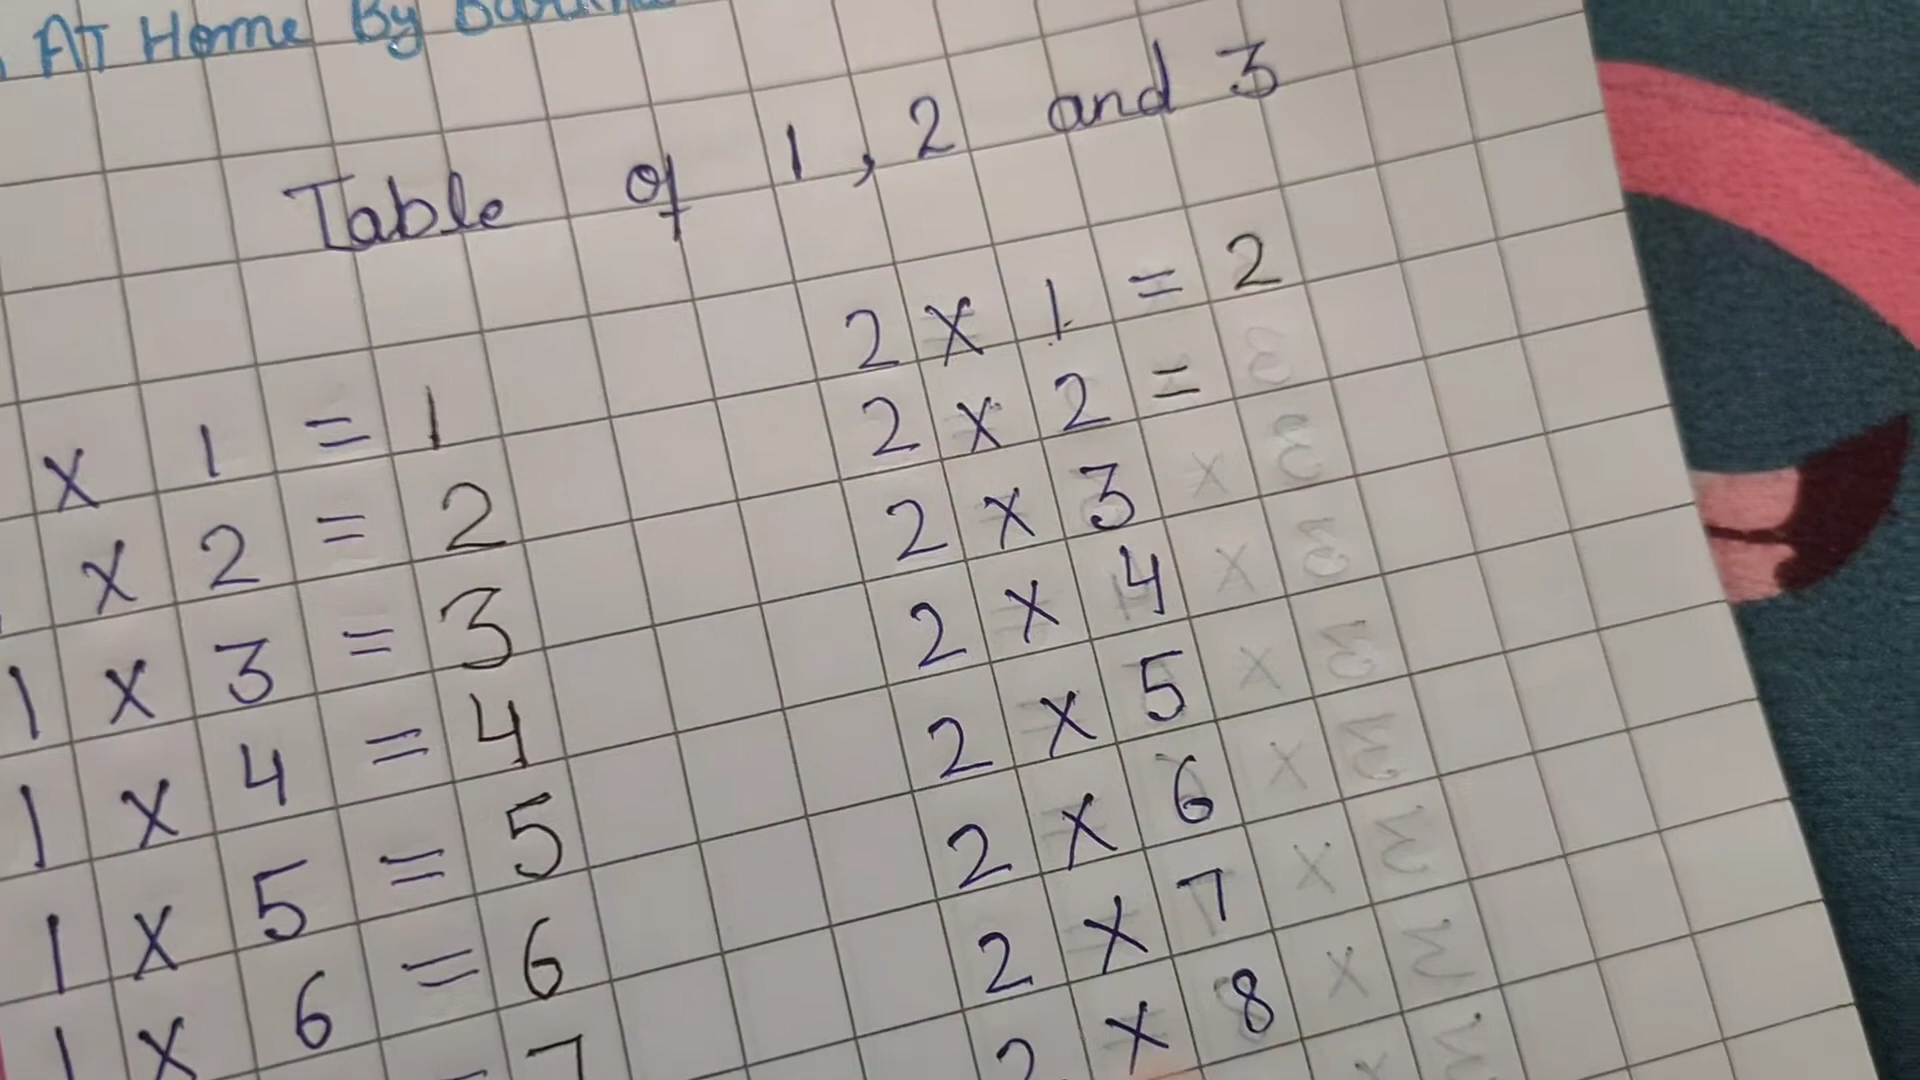 AT Home By
Table of 1, 2 and 3
x 1 = 1
x 2 = 2
1 x 3 = 3
1 x 4 = 4
1 x 5 = 5
1 x 6 = 6
= 7
2 x 1 = 2
2 x 2 =
2 x 3
2 x 4
2 x 5
2 x 6
2 x 7
2 x 8